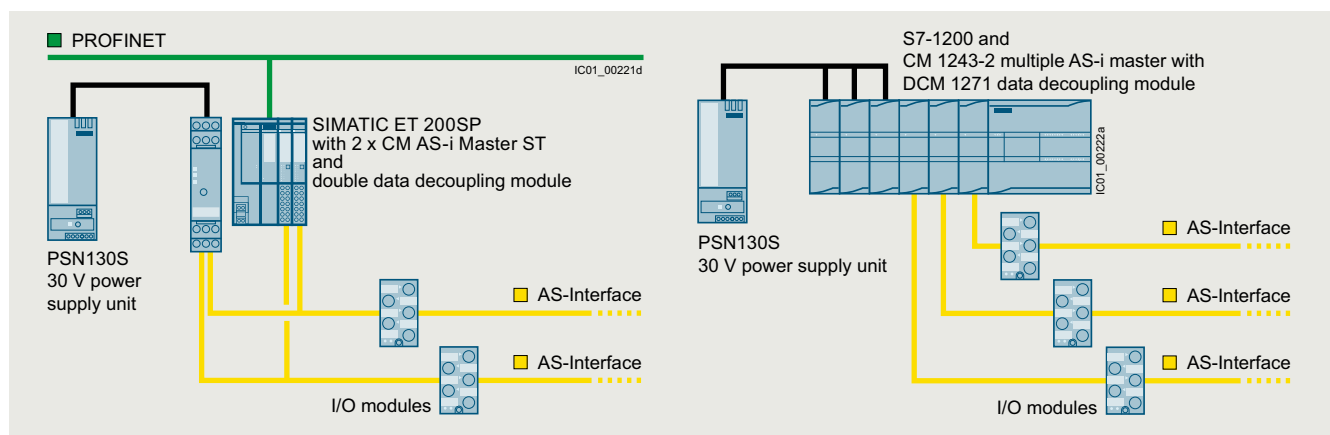 PROFINET
IC01_00221d
SIMATIC ET 200SP
with 2 x CM AS-i Master ST
and
double data decoupling module
PSN130S
30 V power
supply unit
AS-Interface
AS-Interface
I/O modules
S7-1200 and
CM 1243-2 multiple AS-i master with
DCM 1271 data decoupling module
IC01_00222a
PSN130S
30 V power supply unit
AS-Interface
AS-Interface
AS-Interface
I/O modules